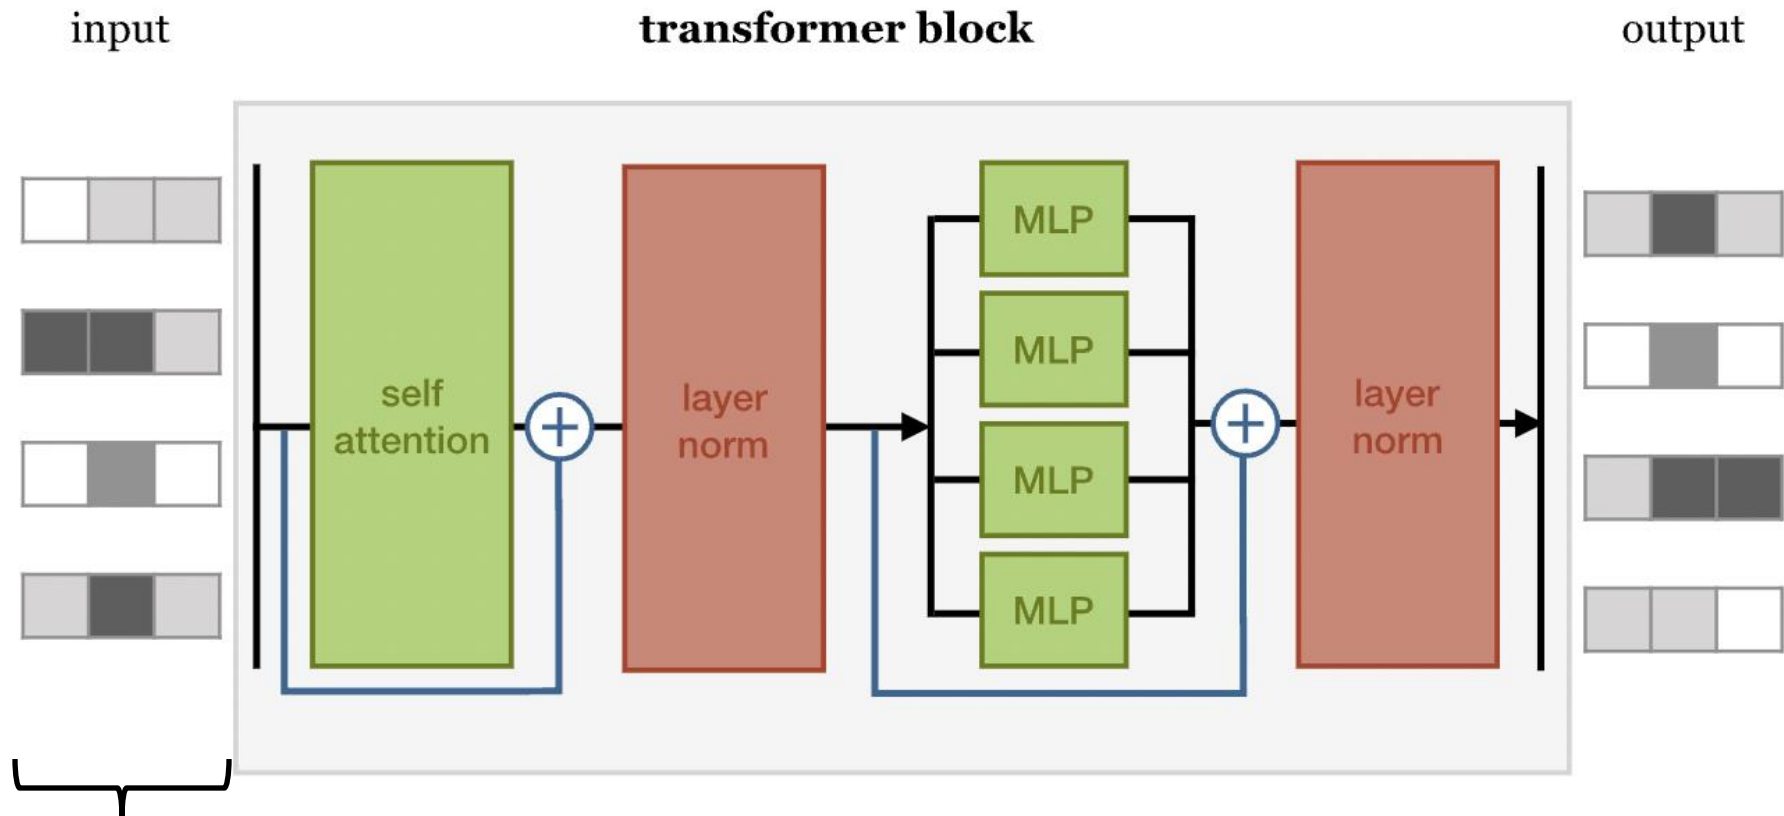 input
transformer block
output
self
attention
layer
norm
MLP
MLP
MLP
MLP
layer
norm